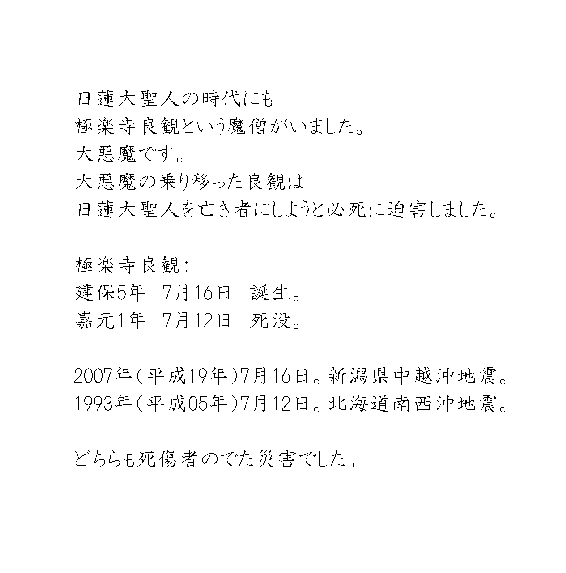 日蓮大聖人の時代にも
極楽寺良観という魔僧がいました。
大悪魔です。
大悪魔の乗り移った良観は
日蓮大聖人を亡き者にしようと必死に迫害しました。
極楽寺良観：
建保5年　7月16日　誕生。
嘉元1年　7月12日　死没。
2007年(平成19年)7月16日。新潟県中越沖地震。
1993年(平成05年)7月12日。北海道南西沖地震。
どちらも死傷者のでた災害でした。